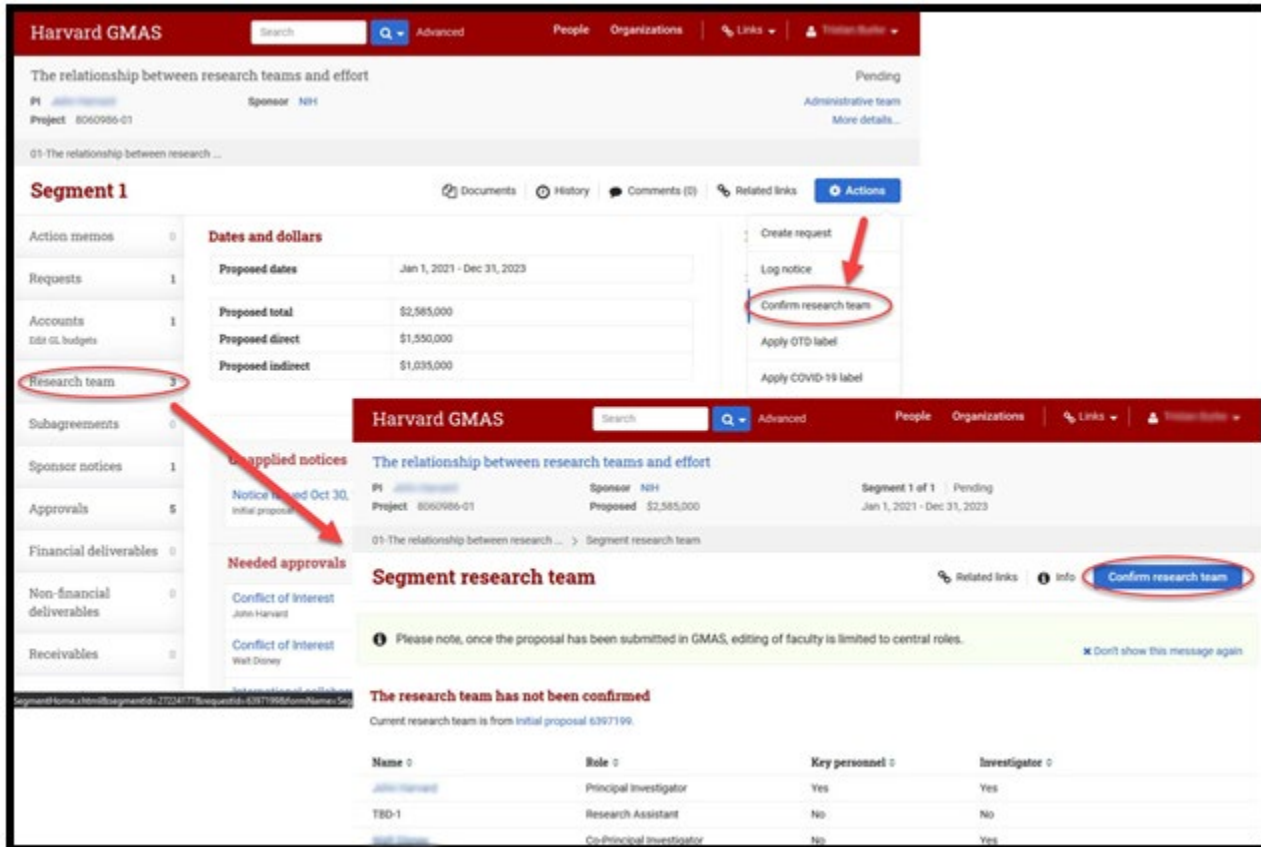 Harvard GMAS Search Advanced People Organizations Links
The relationship between research teams and effort Pending
PI Sponsor NIH Administrative team
Project 8060986-01 More details...
01-The relationship between research ...
Segment 1 Documents History Comments (0) Related links Actions
Action memos 0
Requests 1
Accounts 1
Edit GL budgets
Research team 3
Subagreements 0
Sponsor notices 1
Approvals 5
Financial deliverables 0
Non-financial deliverables 0
Receivables 0
Dates and dollars
Proposed dates Jan 1, 2021 - Dec 31, 2023
Proposed total $2,585,000
Proposed direct $1,550,000
Proposed indirect $1,035,000
Create request
Log notice
Confirm research team
Apply OTD label
Apply COVID-19 label
Unapplied notices
Notice issued Oct 30,
Initial proposal
Needed approvals
Conflict of Interest
John Harvard
Conflict of Interest
Walt Disney
Harvard GMAS Search Advanced People Organizations Links
The relationship between research teams and effort
PI Sponsor NIH Segment 1 of 1 Pending
Project 8060986-01 Proposed $2,585,000 Jan 1, 2021 - Dec 31, 2023
01-The relationship between research ... > Segment research team
Segment research team Related links Info Confirm research team
Please note, once the proposal has been submitted in GMAS, editing of faculty is limited to central roles.
Don't show this message again
The research team has not been confirmed
Current research team is from Initial proposal 6397199.
Name Role Key personnel Investigator
Principal Investigator Yes Yes
TBD-1 Research Assistant No No
Co-Principal Investigator No Yes